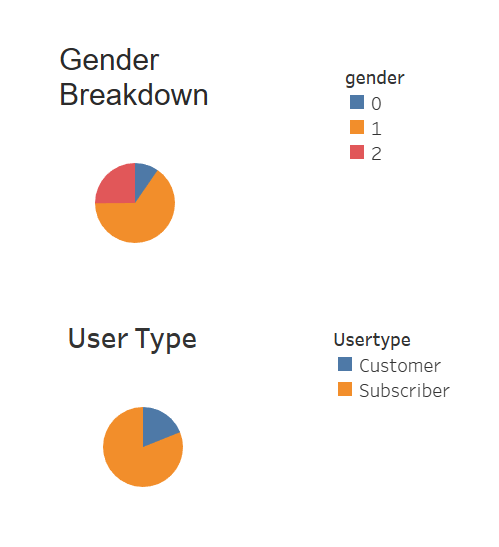 Gender
Breakdown
gender
0
1
2
User Type
Usertype
Customer
Subscriber